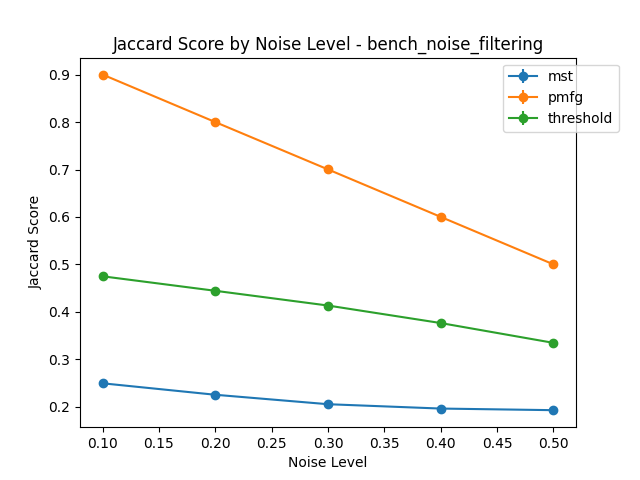 Jaccard Score by Noise Level - bench_noise_filtering
mst
pmfg
threshold
Jaccard Score
0.9
0.8
0.7
0.6
0.5
0.4
0.3
0.2
0.10 0.15 0.20 0.25 0.30 0.35 0.40 0.45 0.50
Noise Level